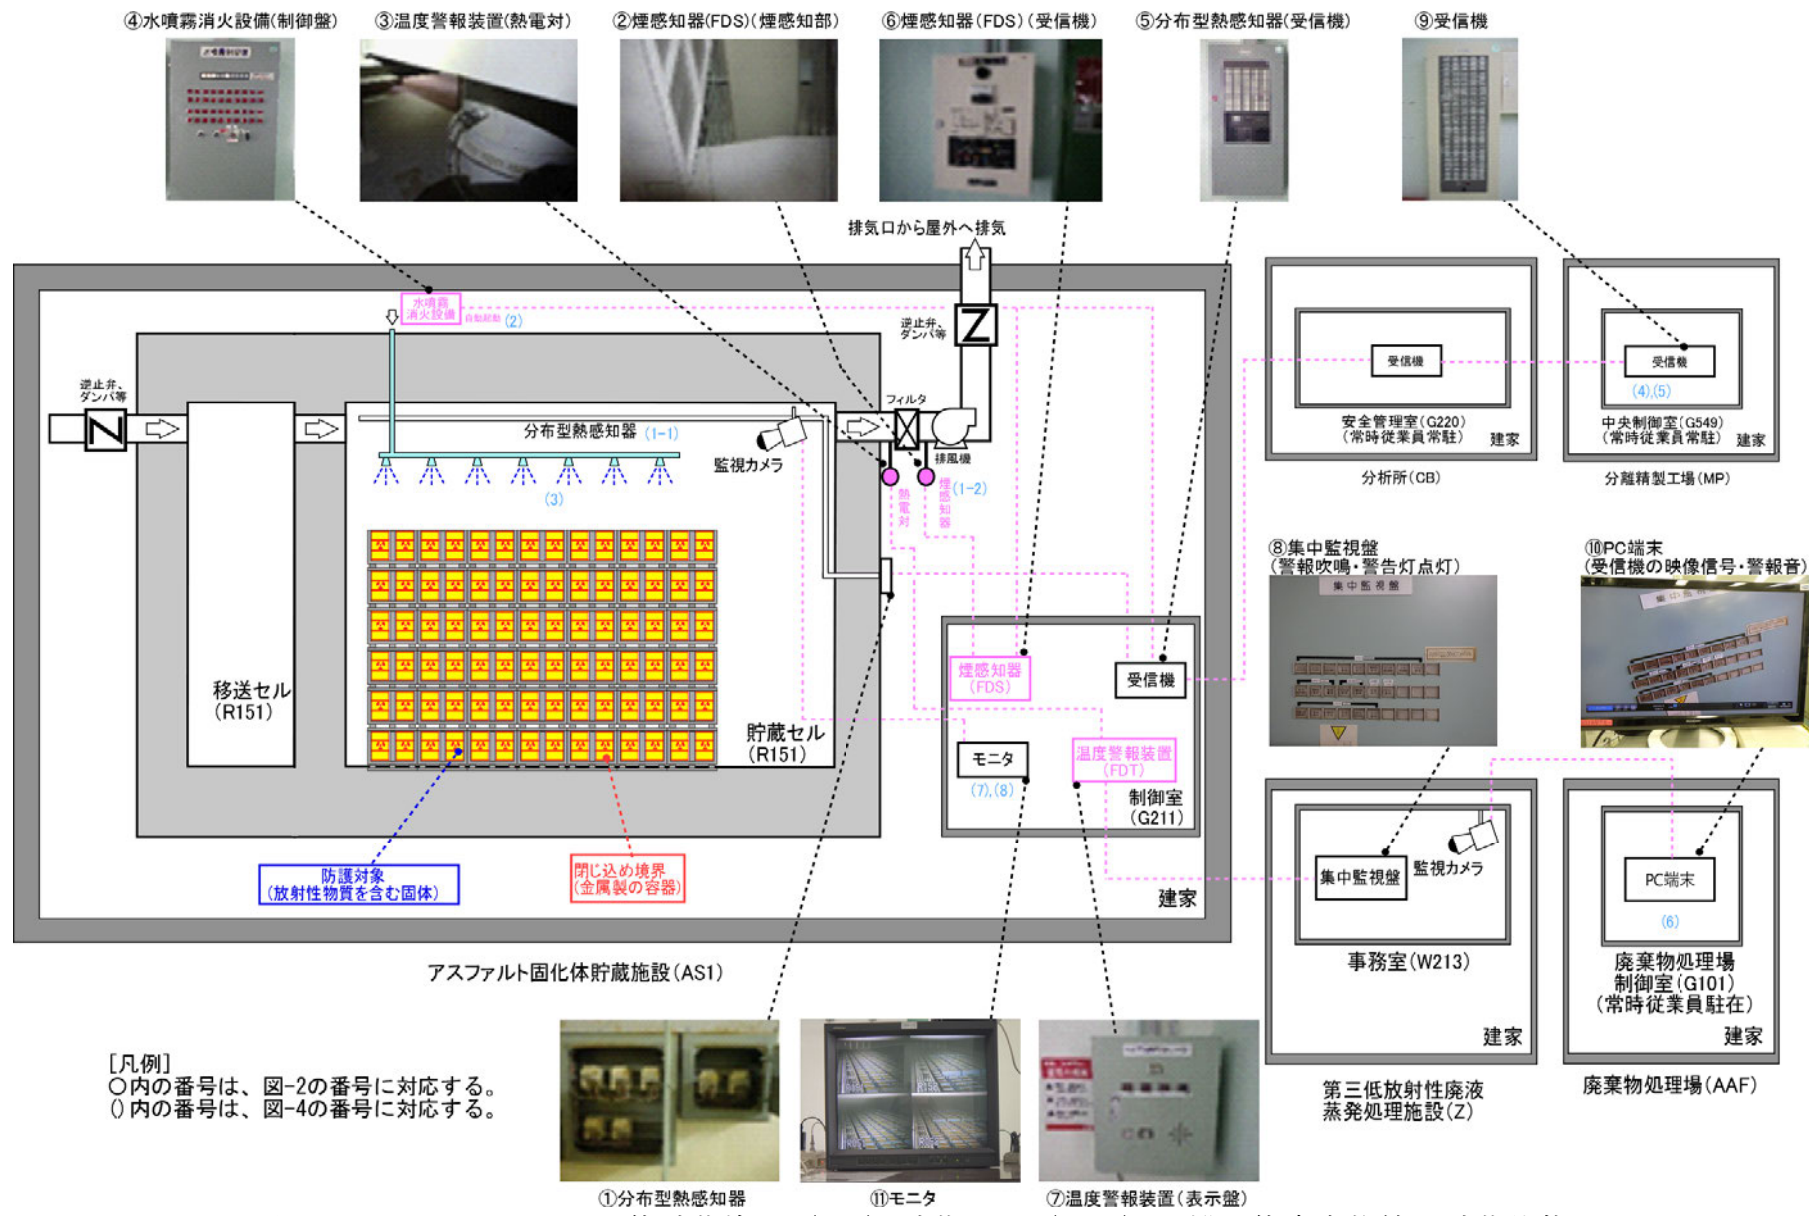 ④水噴霧消火設備(制御盤)
③温度警報装置(熱電対)
②煙感知器(FDS)(煙感知部)
⑥煙感知器(FDS)(受信機)
⑤分布型熱感知器(受信機)
⑨受信機
排気口から屋外へ排気
水噴霧
消火設備
自動起動
(2)
逆止弁、
ダンパ等
逆止弁、
ダンパ等
フィルタ
排風機
分布型熱感知器 (1-1)
監視カメラ
(3)
熱電対
煙感知器
(1-2)
移送セル
(R151)
貯蔵セル
(R151)
煙感知器
(FDS)
受信機
モニタ
(7),(8)
温度警報装置
(FDT)
制御室
(G211)
防護対象
(放射性物質を含む固体)
閉じ込め境界
(金属製の容器)
建家
アスファルト固化体貯蔵施設(AS1)
受信機
安全管理室(G220)
(常時従業員常駐)
建家
分析所(CB)
受信機
(4),(5)
中央制御室(G549)
(常時従業員常駐)
建家
分離精製工場(MP)
⑧集中監視盤
(警報吹鳴・警告灯点灯)
集中監視盤
⑩PC端末
(受信機の映像信号・警報音)
集中監視盤
監視カメラ
事務室(W213)
建家
第三低放射性廃液
蒸発処理施設(Z)
PC端末
(6)
廃棄物処理場
制御室(G101)
(常時従業員駐在)
建家
廃棄物処理場(AAF)
[凡例]
○内の番号は、図-2の番号に対応する。
()内の番号は、図-4の番号に対応する。
①分布型熱感知器
⑪モニタ
⑦温度警報装置(表示盤)